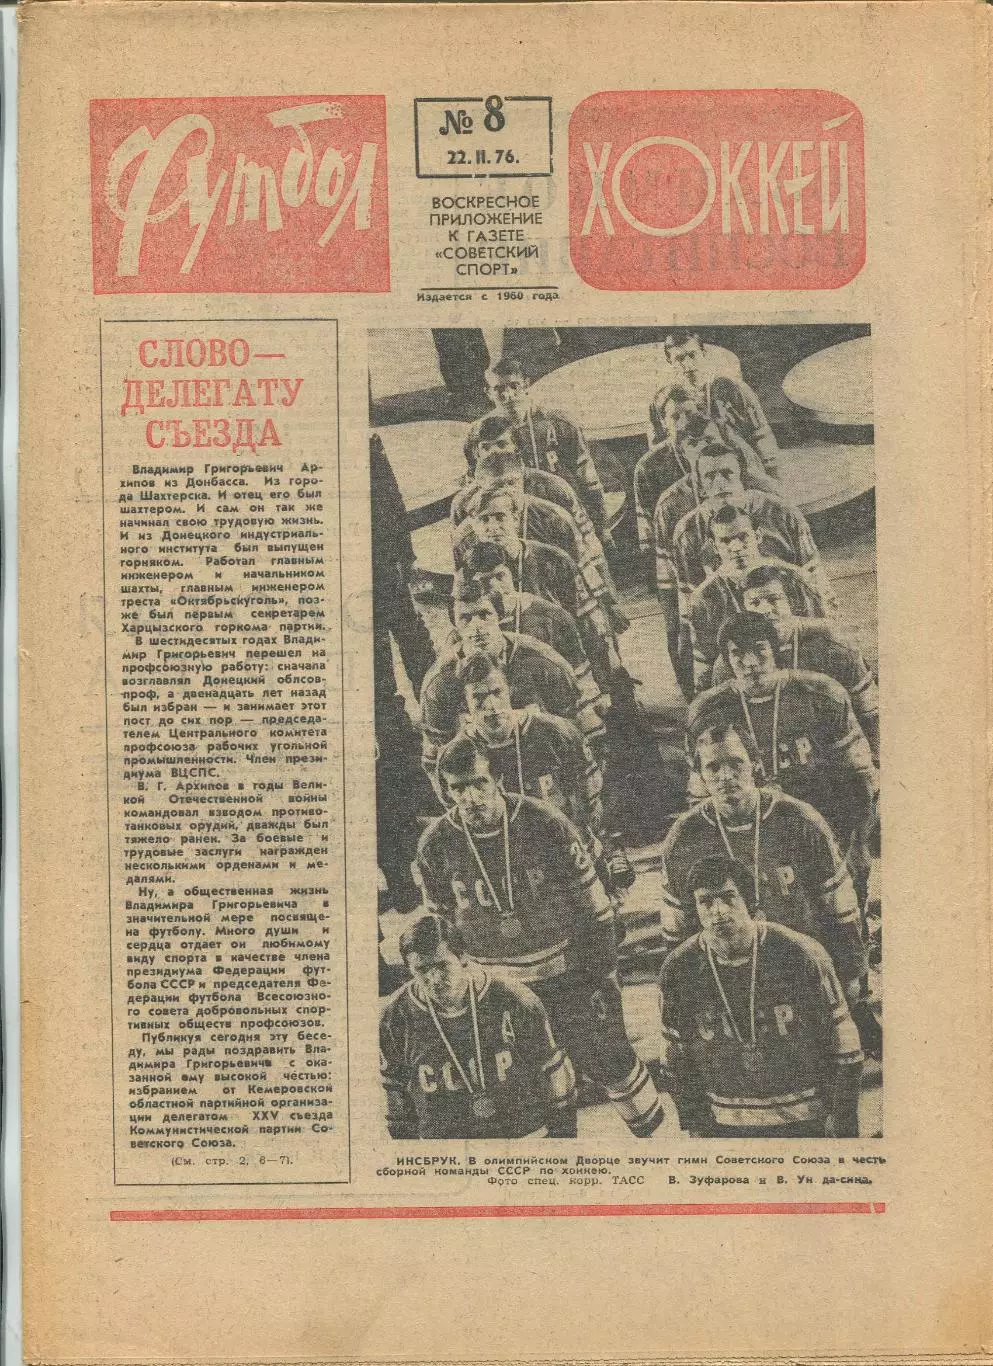 Футбол
№ 8
22.II.76.
ВОСКРЕСНОЕ
ПРИЛОЖЕНИЕ
К ГАЗЕТЕ
«СОВЕТСКИЙ
СПОРТ»
Издается с 1960 года
ХОККЕЙ
СЛОВО—
ДЕЛЕГАТУ
СЪЕЗДА
Владимир Григорьевич Ар-
хипов из Донбасса. Из горо-
да Шахтерска. И отец его был
шахтером. И сам он так же
начинал свою трудовую жизнь.
И из Донецкого индустриаль-
ного института был выпущен
горняком. Работал главным
инженером и начальником
шахты, главным инженером
треста «Октябрьскуголь», поз-
же был первым секретарем
Харцызского горкома партии.
В шестидесятых годах Влади-
мир Григорьевич перешел на
профсоюзную работу: сначала
возглавлял Донецкий облсов-
проф, а двенадцать лет назад
был избран — и занимает этот
пост до сих пор — председа-
телем Центрального комитета
профсоюза рабочих угольной
промышленности. Член прези-
диума ВЦСПС.
В. Г. Архипов в годы Вели-
кой Отечественной войны
командовал взводом противо-
танковых орудий, дважды был
тяжело ранен. За боевые и
трудовые заслуги награжден
несколькими орденами и ме-
далями.
Ну, а общественная жизнь
Владимира Григорьевича в
значительной мере посвяще-
на футболу. Много души и
сердца отдает он любимому
виду спорта в качестве члена
президиума Федерации фут-
бола СССР и председателя Фе-
дерации футбола Всесоюзно-
го совета добровольных спор-
тивных обществ профсоюзов.
Публикуя сегодня эту бесе-
ду, мы рады поздравить Вла-
димира Григорьевича с ока-
занной ему высокой честью:
избранием от Кемеровской
областной партийной организа-
ции делегатом XXV съезда
Коммунистической партии Со-
ветского Союза.
(См. стр. 2, 6—7).
СССР
СССР
СССР
СССР
ИНСБРУК. В олимпийском Дворце звучит гимн Советского Союза в честь
сборной команды СССР по хоккею.
Фото спец. корр. ТАСС В. Зуфарова и В. Ун да-сина.